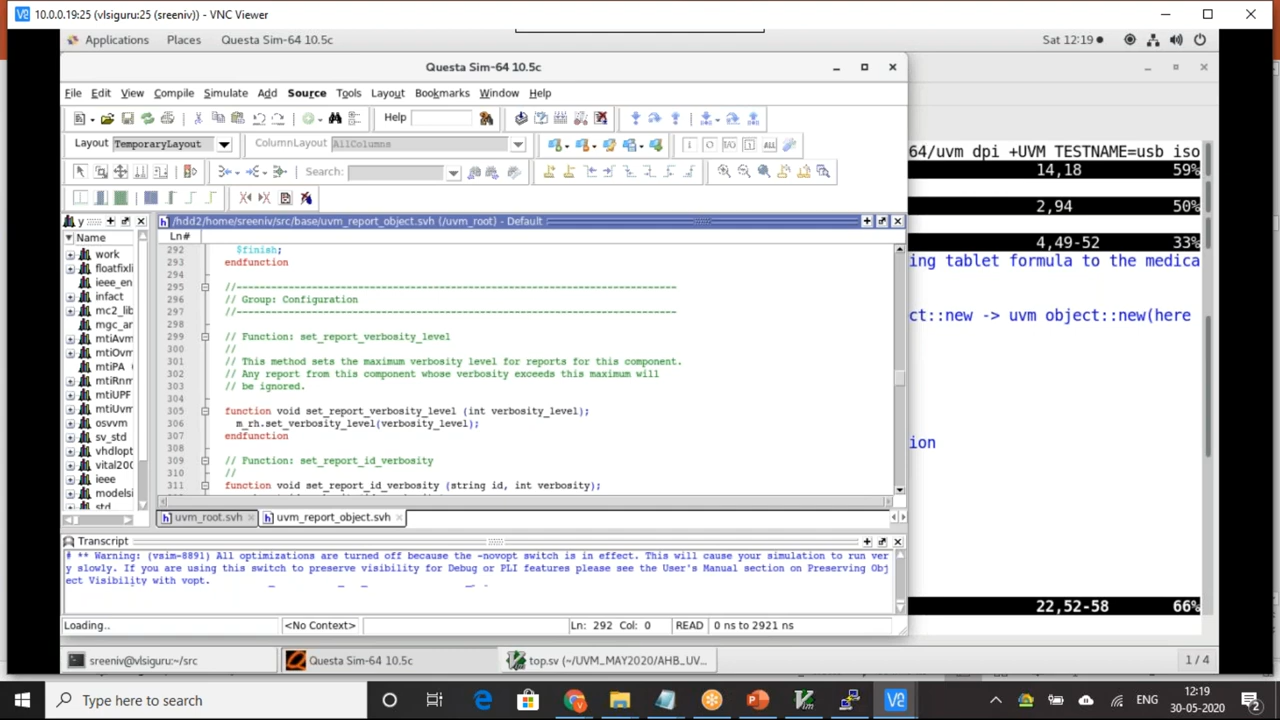 10.0.0.19:25 (vlsiguru:25 (sreeniv)) - VNC Viewer
Applications Places Questa Sim-64 10.5c Sat 12:19
Questa Sim-64 10.5c
File Edit View Compile Simulate Add Source Tools Layout Bookmarks Window Help
Help
Layout TemporaryLayout ColumnLayout AllColumns
Search:
/hdd2/home/sreeniv/src/base/uvm_report_object.svh (/uvm_root) - Default
Name
work
floatfixli
ieee_en
infact
mc2_lib
mgc_ar
mtiAvm
mtiOvm
mtiPA
mtiRnm
mtiUPF
mtiUvm
osvvm
sv_std
vhdlopt
vital200
ieee
modelsi
std
Ln#
292 $finish;
293 endfunction
294
295 //------------------------------------------------------------------------------
296 // Group: Configuration
297 //------------------------------------------------------------------------------
298
299 // Function: set_report_verbosity_level
300 //
301 // This method sets the maximum verbosity level for reports for this component.
302 // Any report from this component whose verbosity exceeds this maximum will
303 // be ignored.
304
305 function void set_report_verbosity_level (int verbosity_level);
306 m_rh.set_verbosity_level(verbosity_level);
307 endfunction
308
309 // Function: set_report_id_verbosity
310 //
311 function void set_report_id_verbosity (string id, int verbosity);
uvm_root.svh uvm_report_object.svh
Transcript
# ** Warning: (vsim-8891) All optimizations are turned off because the -novopt switch is in effect. This will cause your simulation to run ver
y slowly. If you are using this switch to preserve visibility for Debug or PLI features please see the User's Manual section on Preserving Obj
ect Visibility with vopt.
Loading.. <No Context> Ln: 292 Col: 0 READ 0 ns to 2921 ns
64/uvm dpi +UVM TESTNAME=usb iso
14,18 59%
2,94 50%
4,49-52 33%
ing tablet formula to the medica
ct::new -> uvm object::new(here
ion
22,52-58 66%
sreeniv@vlsiguru:~/src Questa Sim-64 10.5c top.sv (~/UVM_MAY2020/AHB_UV... 1 / 4
Type here to search ENG 12:19
30-05-2020
2